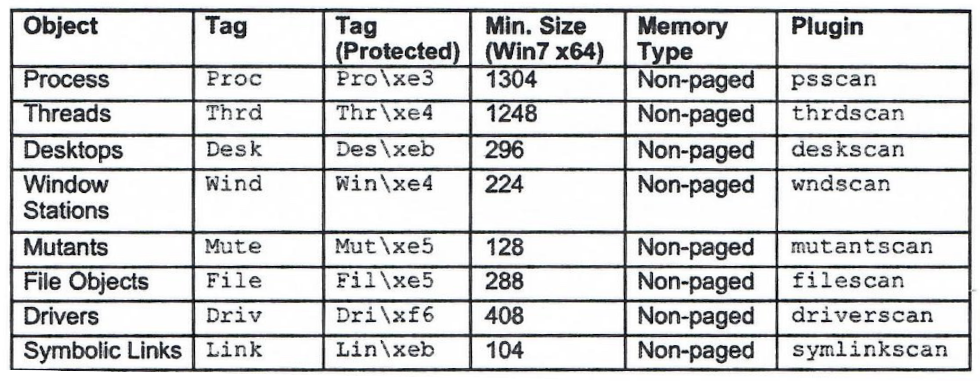 Object Tag Tag (Protected) Min. Size (Win7 x64) Memory Type Plugin
Process Proc Pro\xe3 1304 Non-paged psscan
Threads Thrd Thr\xe4 1248 Non-paged thrdscan
Desktops Desk Des\xeb 296 Non-paged deskscan
Window Stations Wind Win\xe4 224 Non-paged wndscan
Mutants Mute Mut\xe5 128 Non-paged mutantscan
File Objects File Fil\xe5 288 Non-paged filescan
Drivers Driv Dri\xf6 408 Non-paged driverscan
Symbolic Links Link Lin\xeb 104 Non-paged symlinkscan